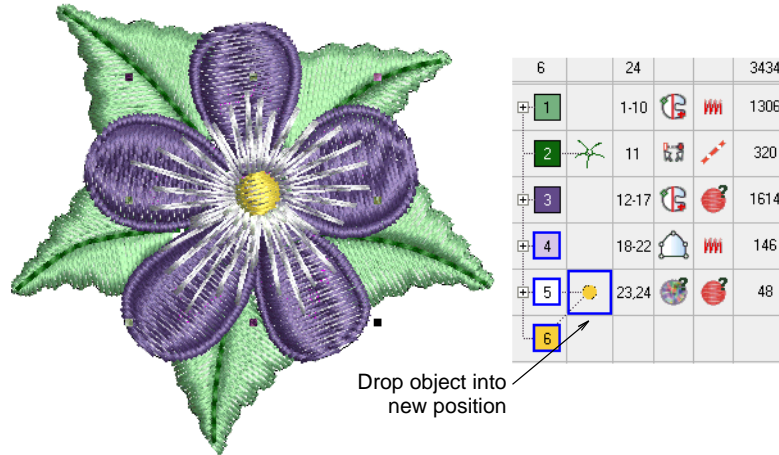 6 24 3434
1 1-10 1306
2 11 320
3 12-17 ? 1614
4 18-22 146
5 23,24 ? ? 48
6
Drop object into
new position